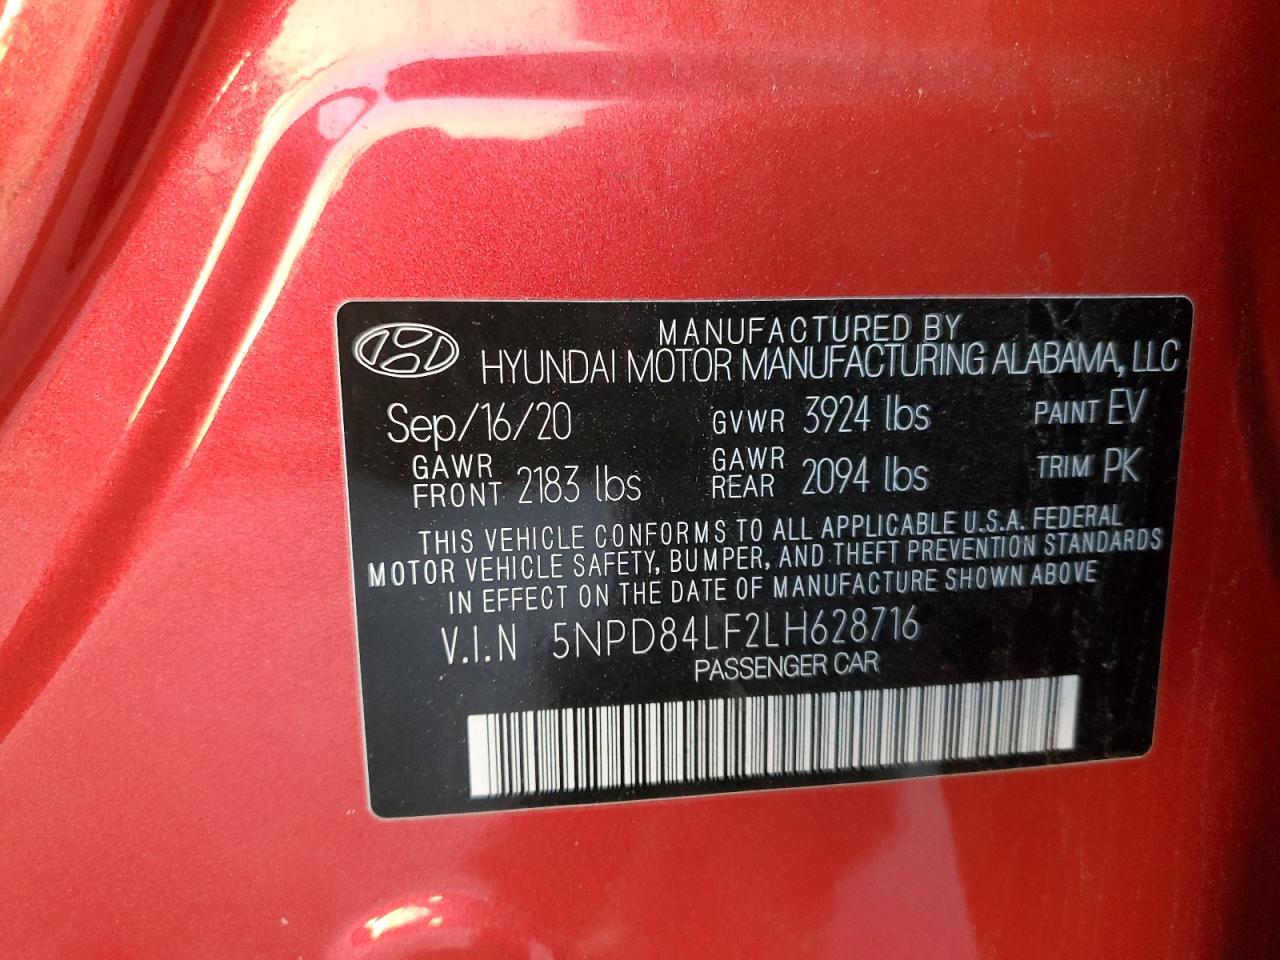 MANUFACTURED BY
HYUNDAI MOTOR MANUFACTURING ALABAMA, LLC
Sep/16/20 GVWR 3924 lbs PAINT EV
GAWR FRONT 2183 lbs GAWR REAR 2094 lbs TRIM PK
THIS VEHICLE CONFORMS TO ALL APPLICABLE U.S.A. FEDERAL
MOTOR VEHICLE SAFETY, BUMPER, AND THEFT PREVENTION STANDARDS
IN EFFECT ON THE DATE OF MANUFACTURE SHOWN ABOVE
V.I.N 5NPD84LF2LH628716
PASSENGER CAR